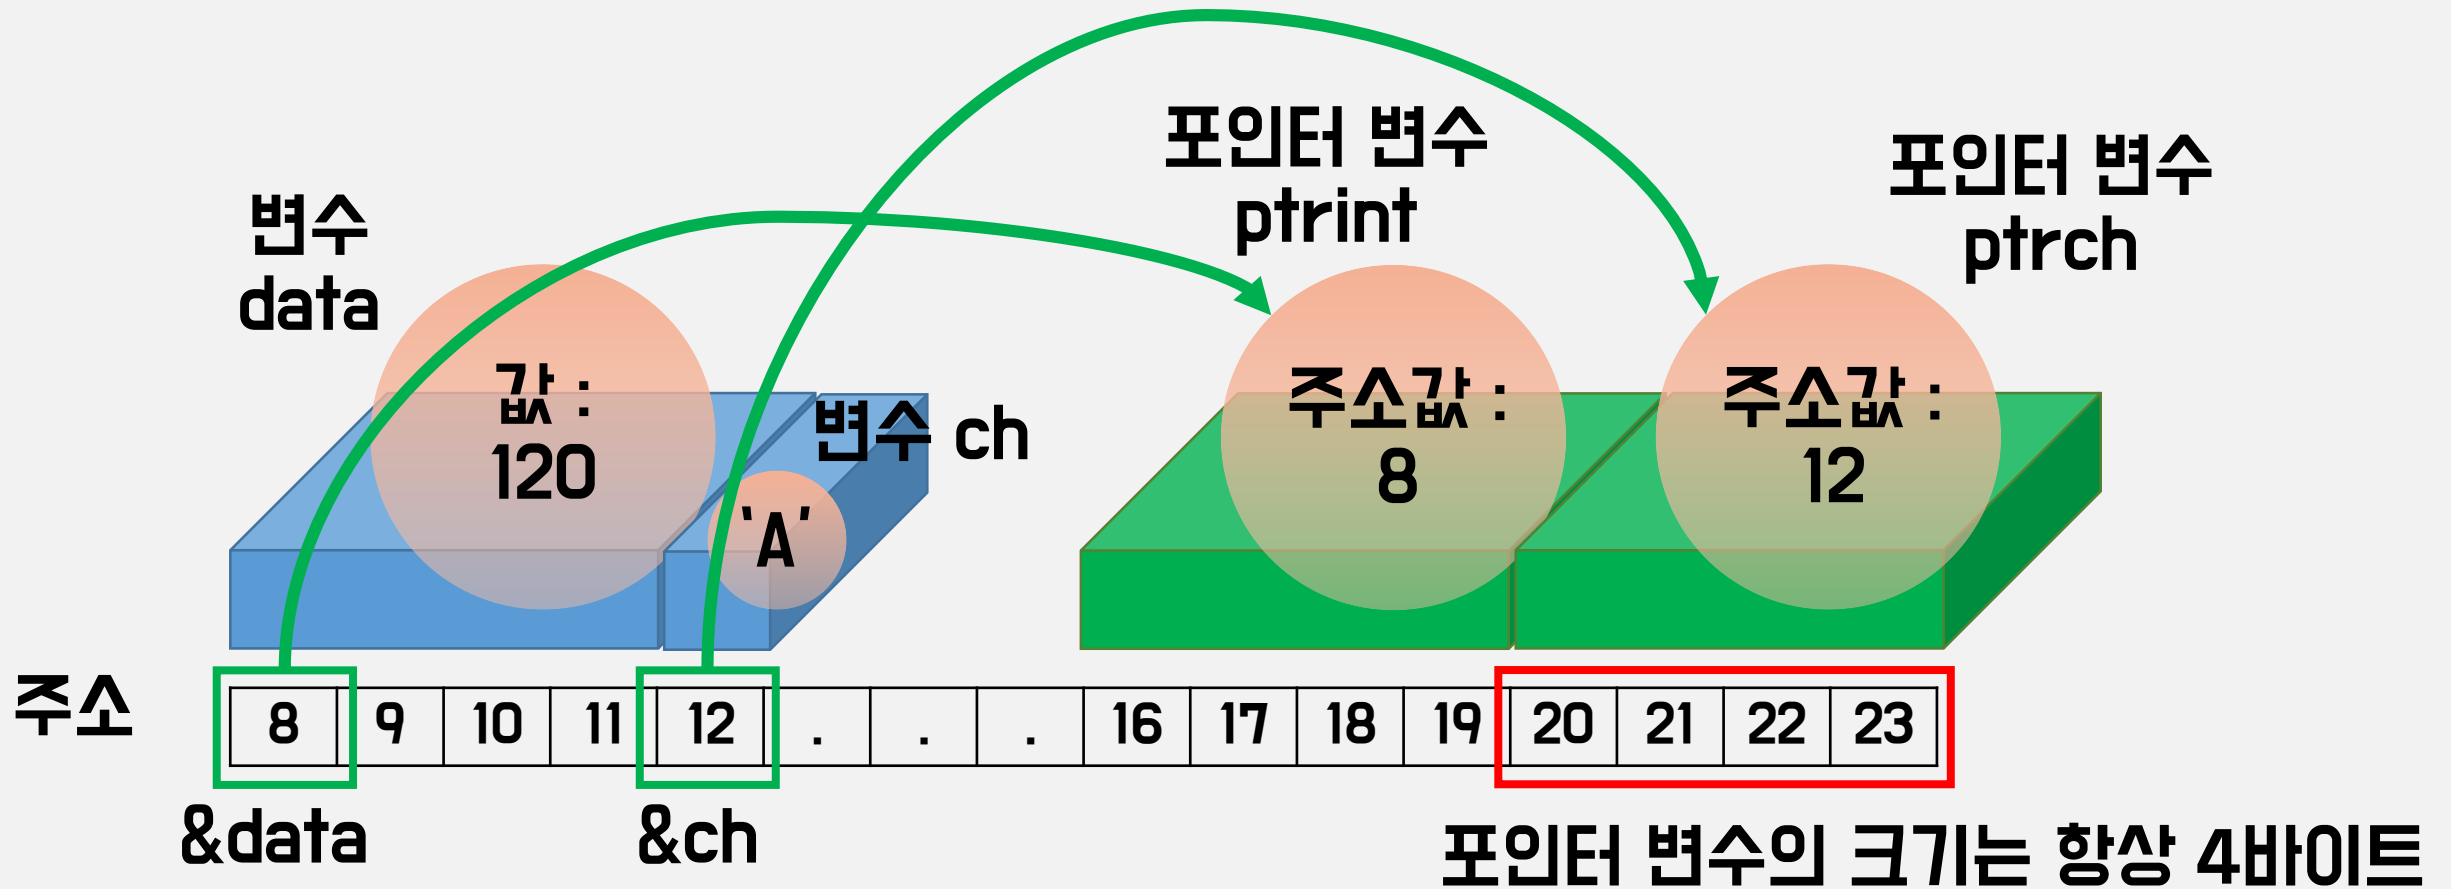 포인터 변수
ptrint
포인터 변수
ptrch
변수
data
값 :
120
변수 ch
'A'
주소값 :
8
주소값 :
12
주소
8 9 10 11 12 . . . 16 17 18 19 20 21 22 23
&data
&ch
포인터 변수의 크기는 항상 4바이트